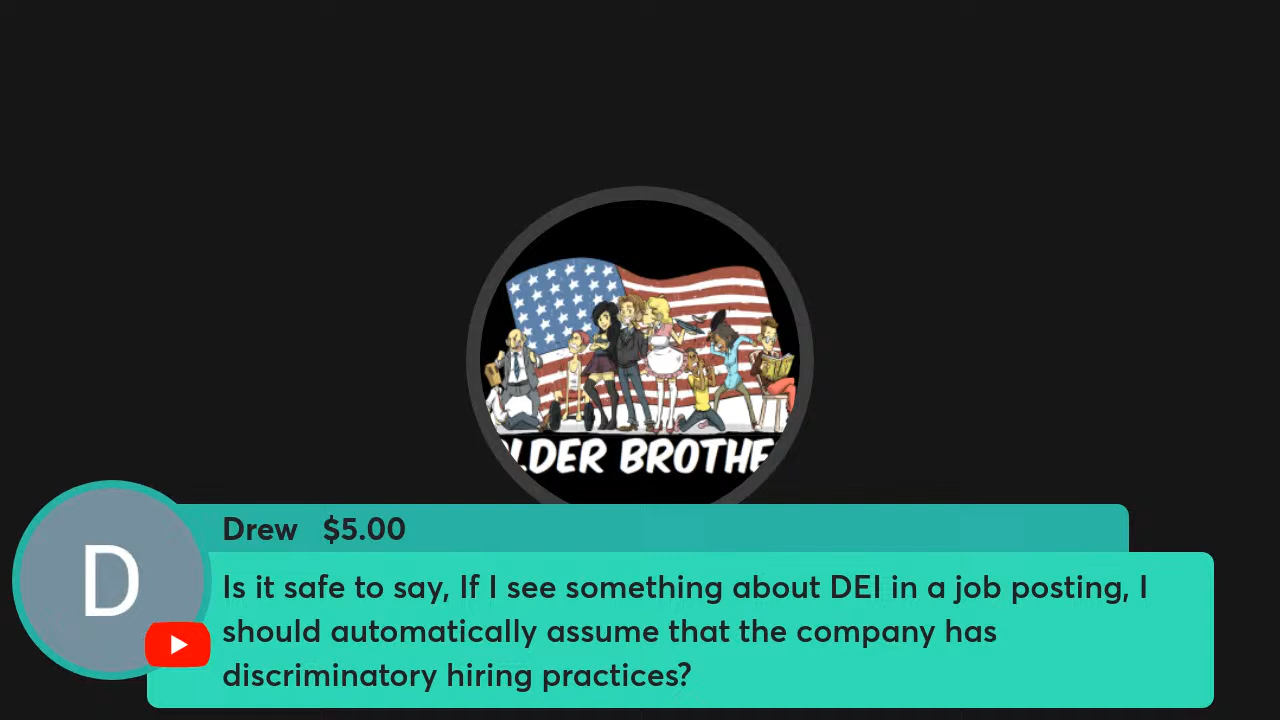 LDER BROTHE
Drew $5.00
D
Is it safe to say, If I see something about DEI in a job posting, I
should automatically assume that the company has
discriminatory hiring practices?